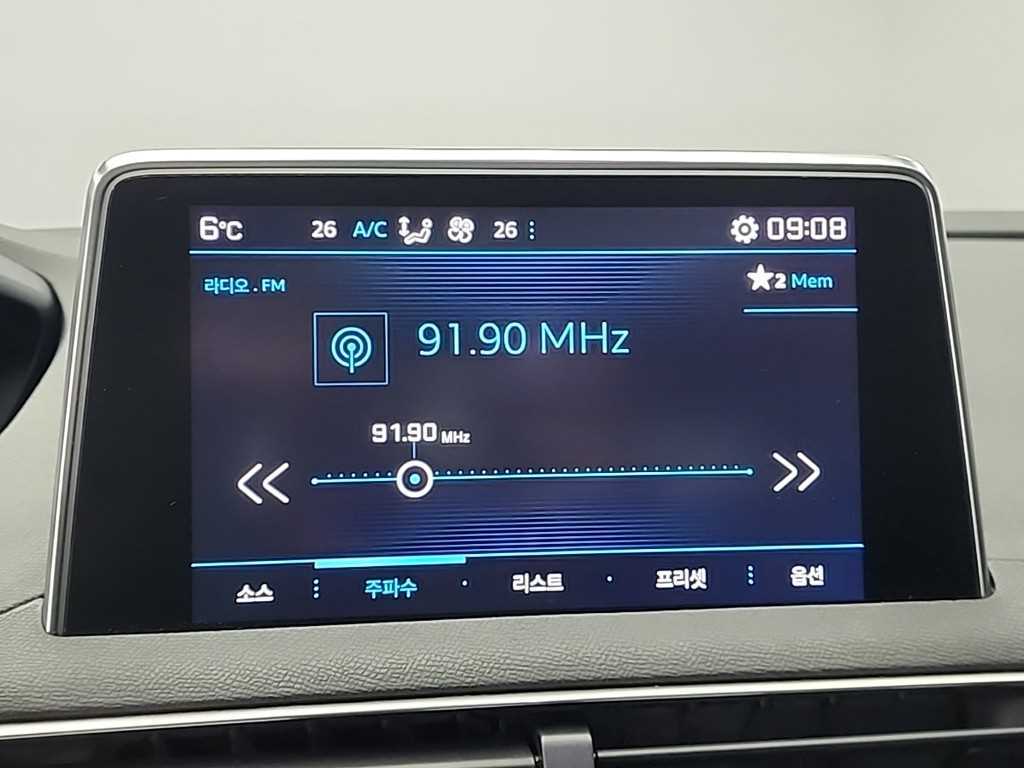 6°C 26 A/C 26 09:08
라디오 . FM 2 Mem
91.90 MHz
91.90 MHz
소스 주파수 리스트 프리셋 옵션